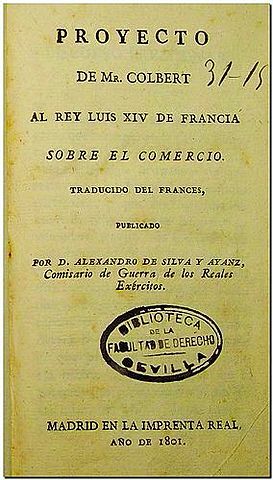 PROYECTO
DE MR. COLBERT
31-15
AL REY LUIS XIV DE FRANCIA
SOBRE EL COMERCIO.
TRADUCIDO DEL FRANCES,
PUBLICADO
POR D. ALEXANDRO DE SILVA Y AYANZ,
Comisario de Guerra de los Reales
Exércitos.
BIBLIOTECA
DE LA
FACULTAD DE DERECHO
SEVILLA
MADRID EN LA IMPRENTA REAL,
AÑO DE 1801.